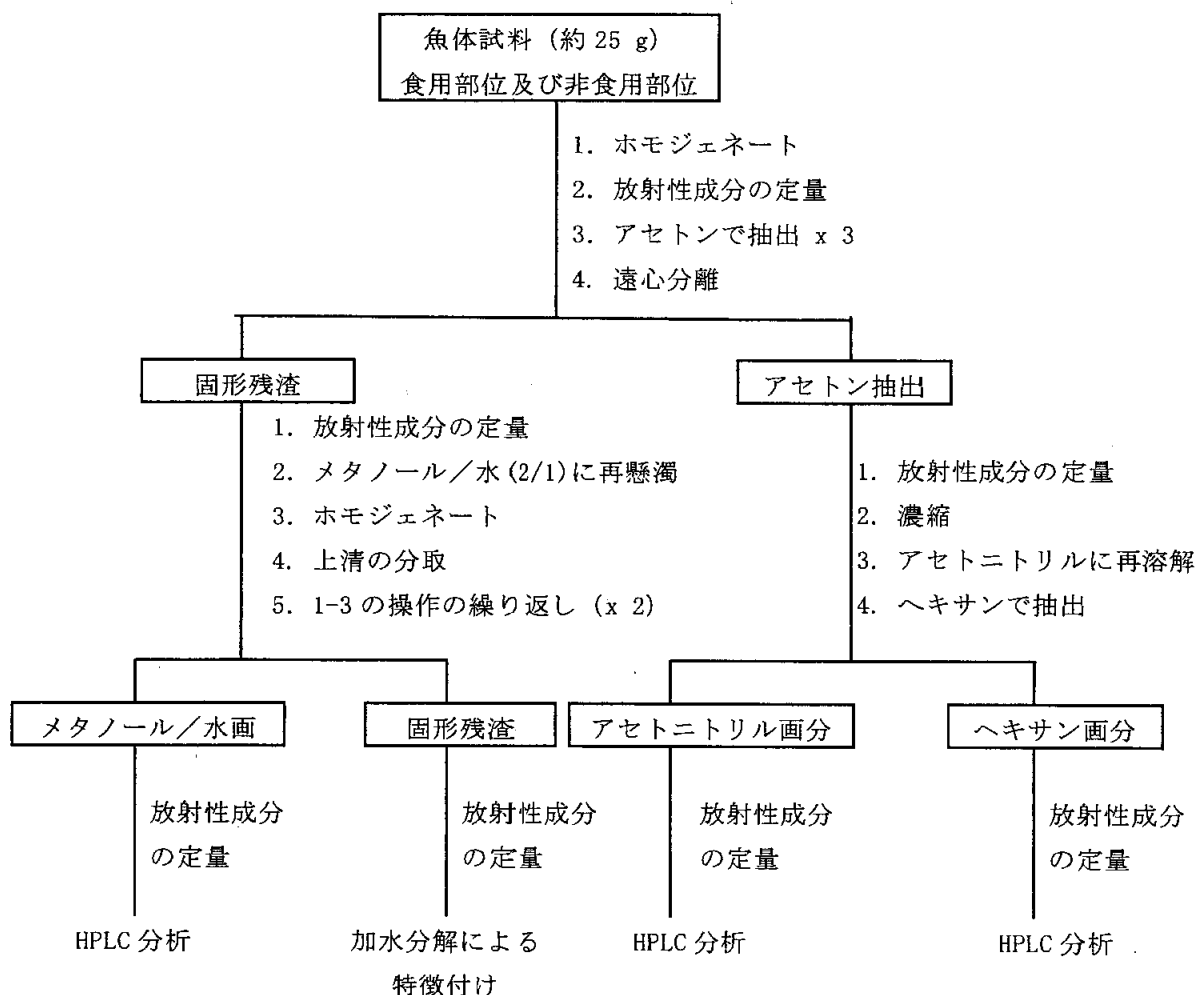 魚体試料 (約 25 g)
食用部位及び非食用部位
1. ホモジェネート
2. 放射性成分の定量
3. アセトンで抽出 x 3
4. 遠心分離
固形残渣
1. 放射性成分の定量
2. メタノール／水(2/1)に再懸濁
3. ホモジェネート
4. 上清の分取
5. 1-3 の操作の繰り返し (x 2)
アセトン抽出
1. 放射性成分の定量
2. 濃縮
3. アセトニトリルに再溶解
4. ヘキサンで抽出
メタノール／水画
放射性成分
の定量
HPLC 分析
固形残渣
放射性成分
の定量
加水分解による
特徴付け
アセトニトリル画分
放射性成分
の定量
HPLC 分析
ヘキサン画分
放射性成分
の定量
HPLC 分析